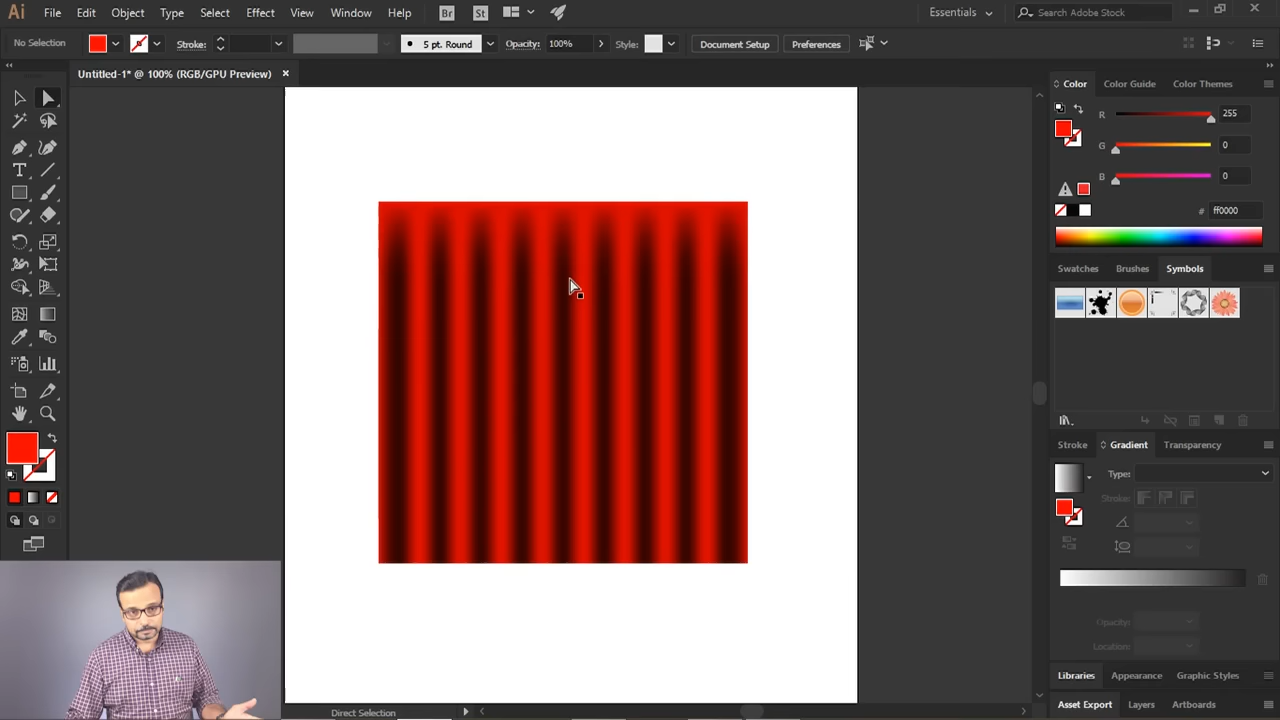 Ai File Edit Object Type Select Effect View Window Help Br St Essentials Search Adobe Stock
No Selection Stroke: 5 pt. Round Opacity: 100% Style: Document Setup Preferences
Untitled-1* @ 100% (RGB/GPU Preview)
Color Color Guide Color Themes
R 255
G 0
B 0
# ff0000
Swatches Brushes Symbols
Stroke Gradient Transparency
Type:
Stroke:
Opacity:
Location:
Libraries Appearance Graphic Styles
Asset Export Layers Artboards
Direct Selection